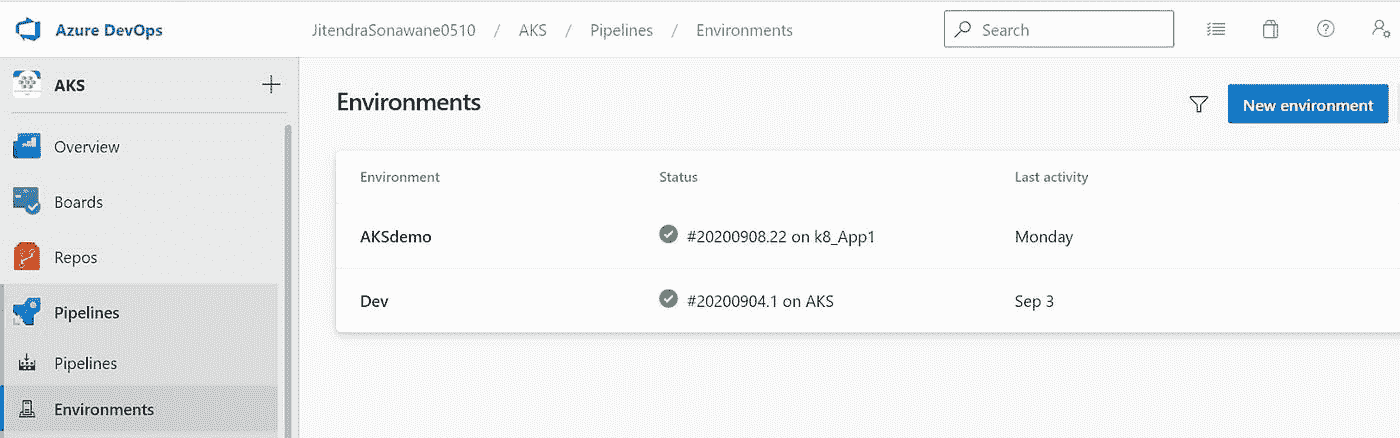 Azure DevOps
JitendraSonawane0510 / AKS / Pipelines / Environments
Search
AKS
Overview
Boards
Repos
Pipelines
Pipelines
Environments
Environments
New environment
Environment Status Last activity
AKSdemo #20200908.22 on k8_App1 Monday
Dev #20200904.1 on AKS Sep 3